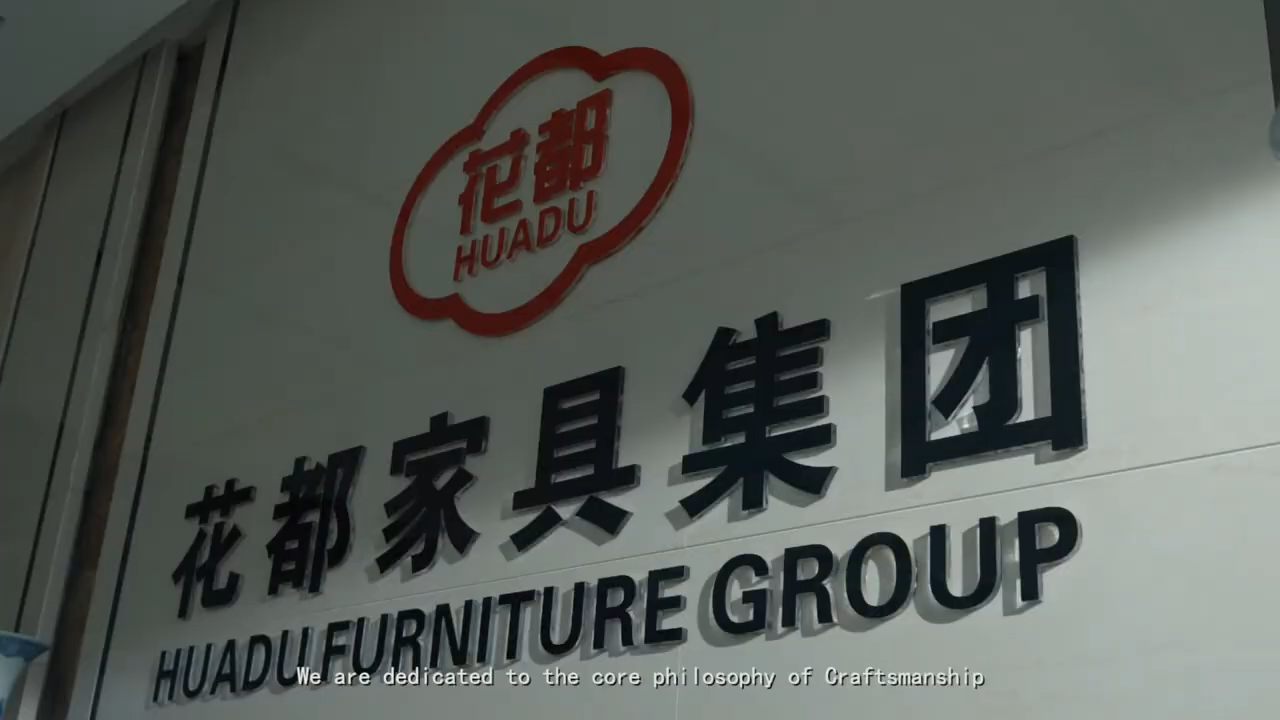 花都
HUADU
花都家具集团
HUADU FURNITURE GROUP
We are dedicated to the core philosophy of Craftsmanship